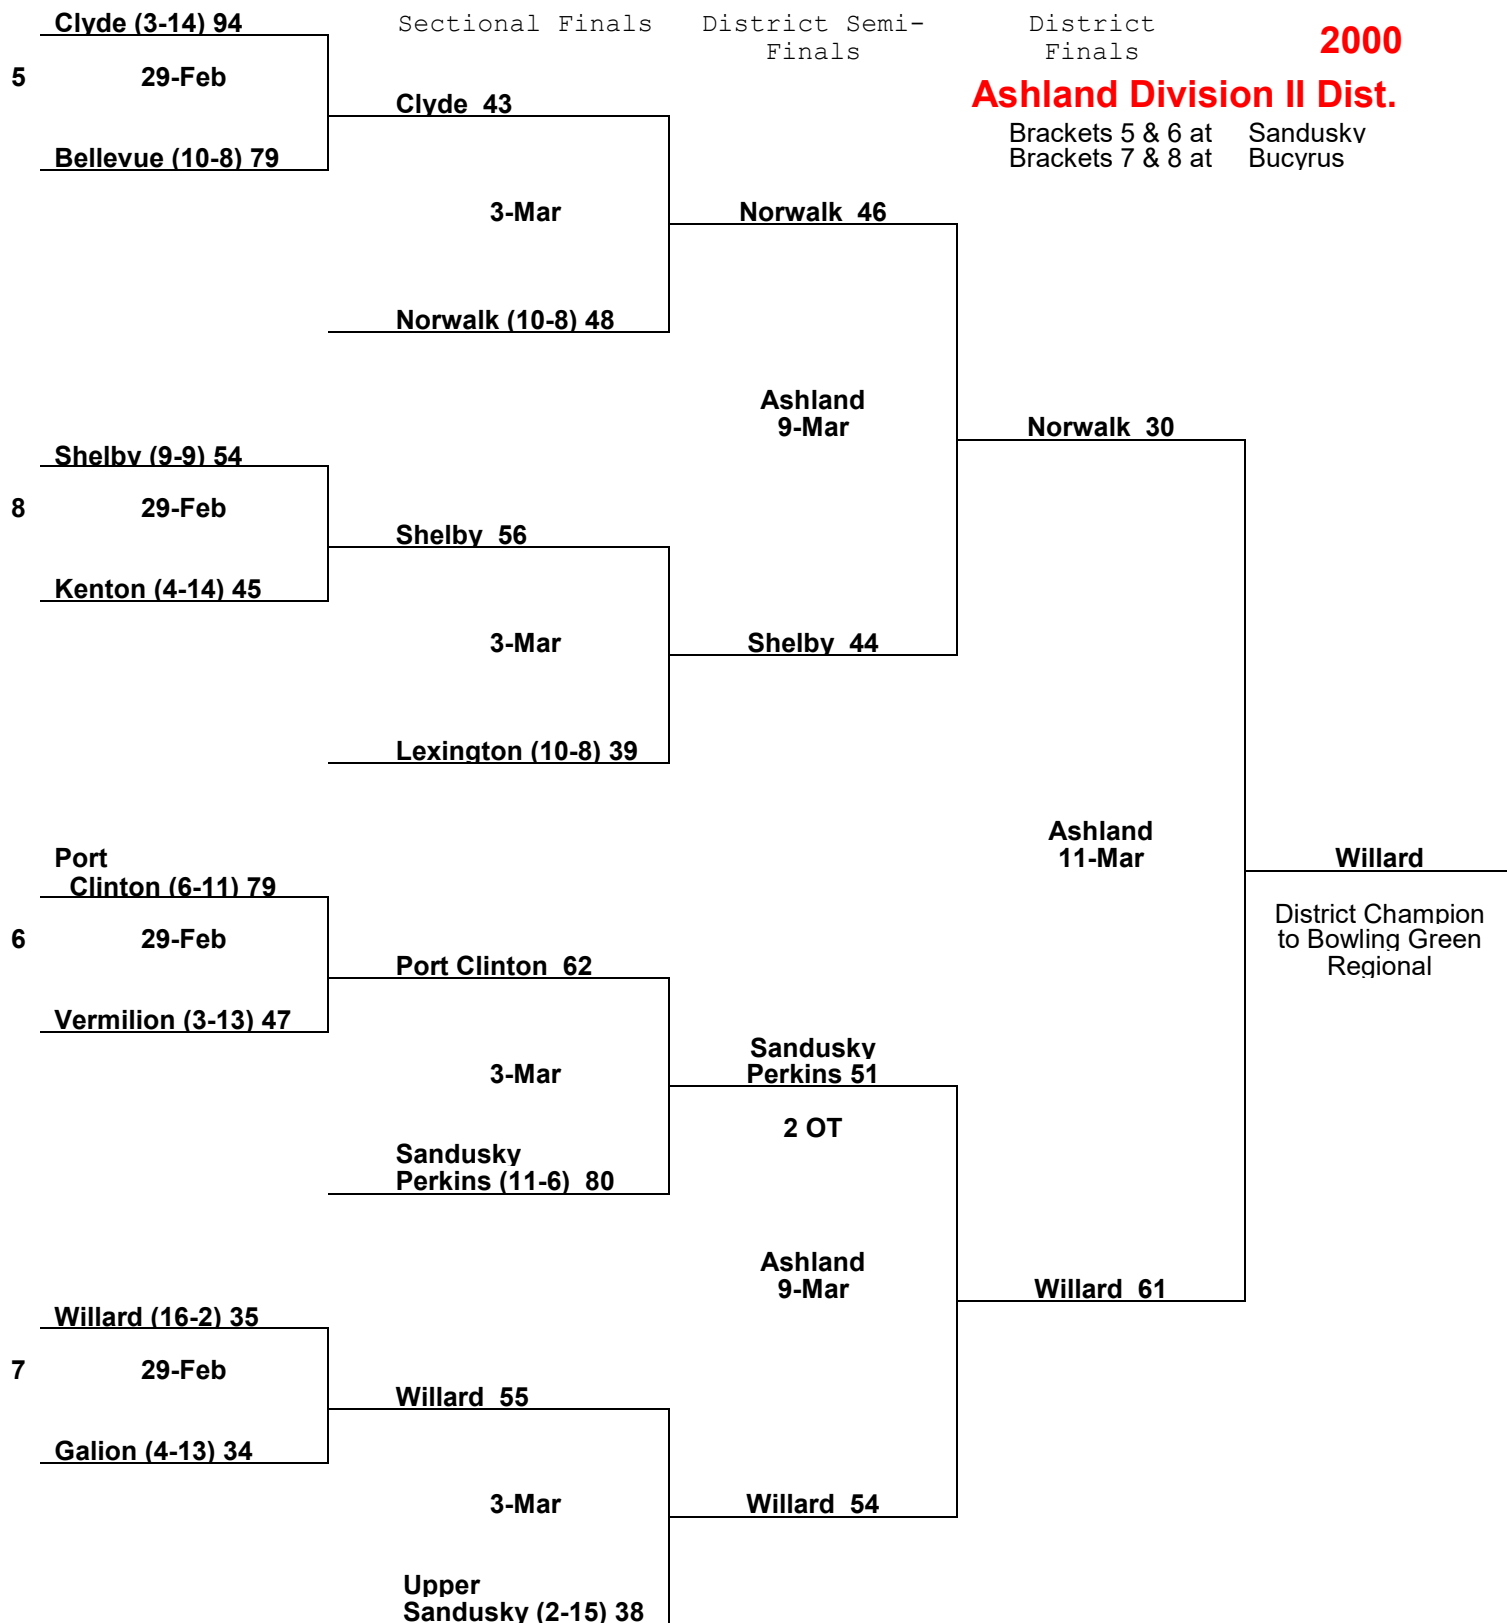 Clyde (3-14) 94
Sectional Finals
District Semi-
Finals
District
Finals
2000
5
29-Feb
Ashland Division II Dist.
Clyde 43
Brackets 5 & 6 at Sandusky
Brackets 7 & 8 at Bucyrus
Bellevue (10-8) 79
3-Mar
Norwalk 46
Norwalk (10-8) 48
Ashland
9-Mar
Norwalk 30
Shelby (9-9) 54
8
29-Feb
Shelby 56
Kenton (4-14) 45
3-Mar
Shelby 44
Lexington (10-8) 39
Ashland
11-Mar
Willard
Port
Clinton (6-11) 79
District Champion
to Bowling Green
Regional
6
29-Feb
Port Clinton 62
Vermilion (3-13) 47
Sandusky
Perkins 51
3-Mar
2 OT
Sandusky
Perkins (11-6) 80
Ashland
9-Mar
Willard 61
Willard (16-2) 35
7
29-Feb
Willard 55
Galion (4-13) 34
3-Mar
Willard 54
Upper
Sandusky (2-15) 38